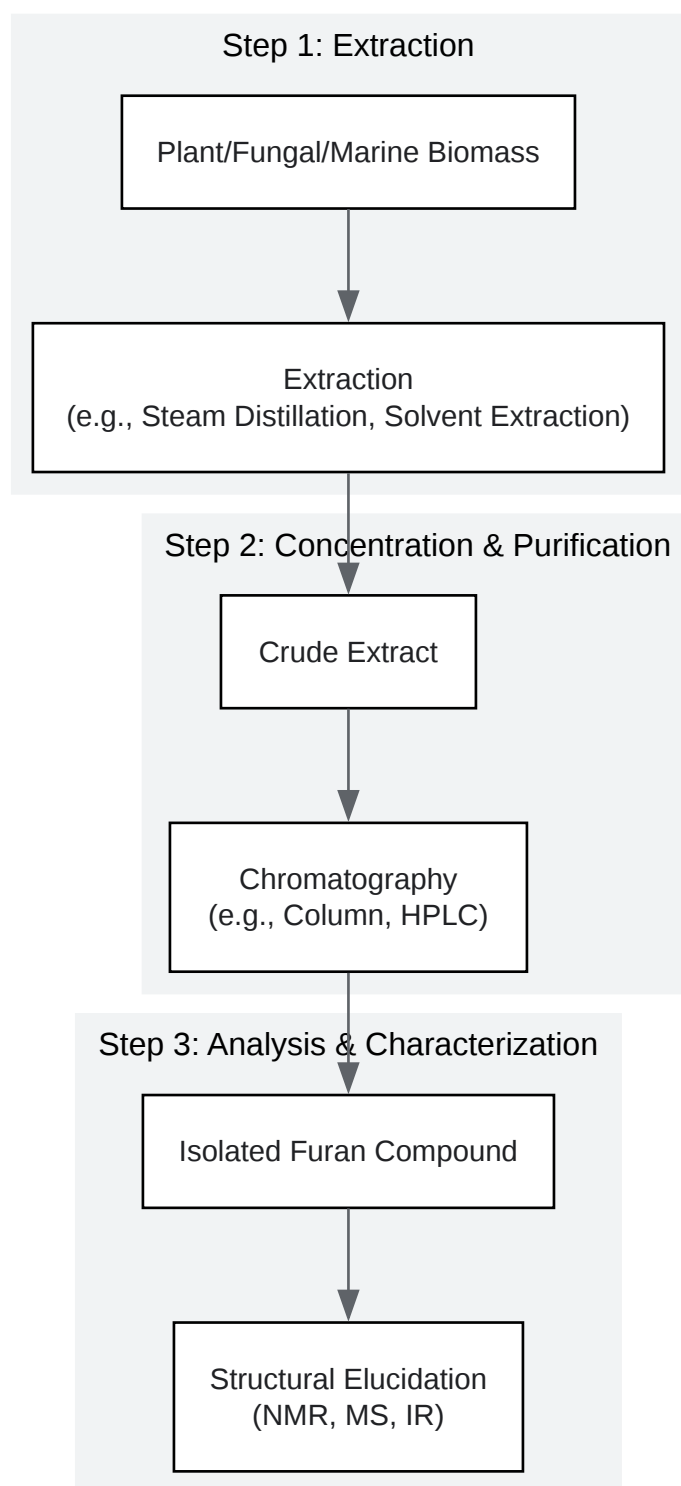 Step 1: Extraction
Plant/Fungal/Marine Biomass
Extraction
(e.g., Steam Distillation, Solvent Extraction)
Step 2: Concentration & Purification
Crude Extract
Chromatography
(e.g., Column, HPLC)
Step 3: Analysis & Characterization
Isolated Furan Compound
Structural Elucidation
(NMR, MS, IR)